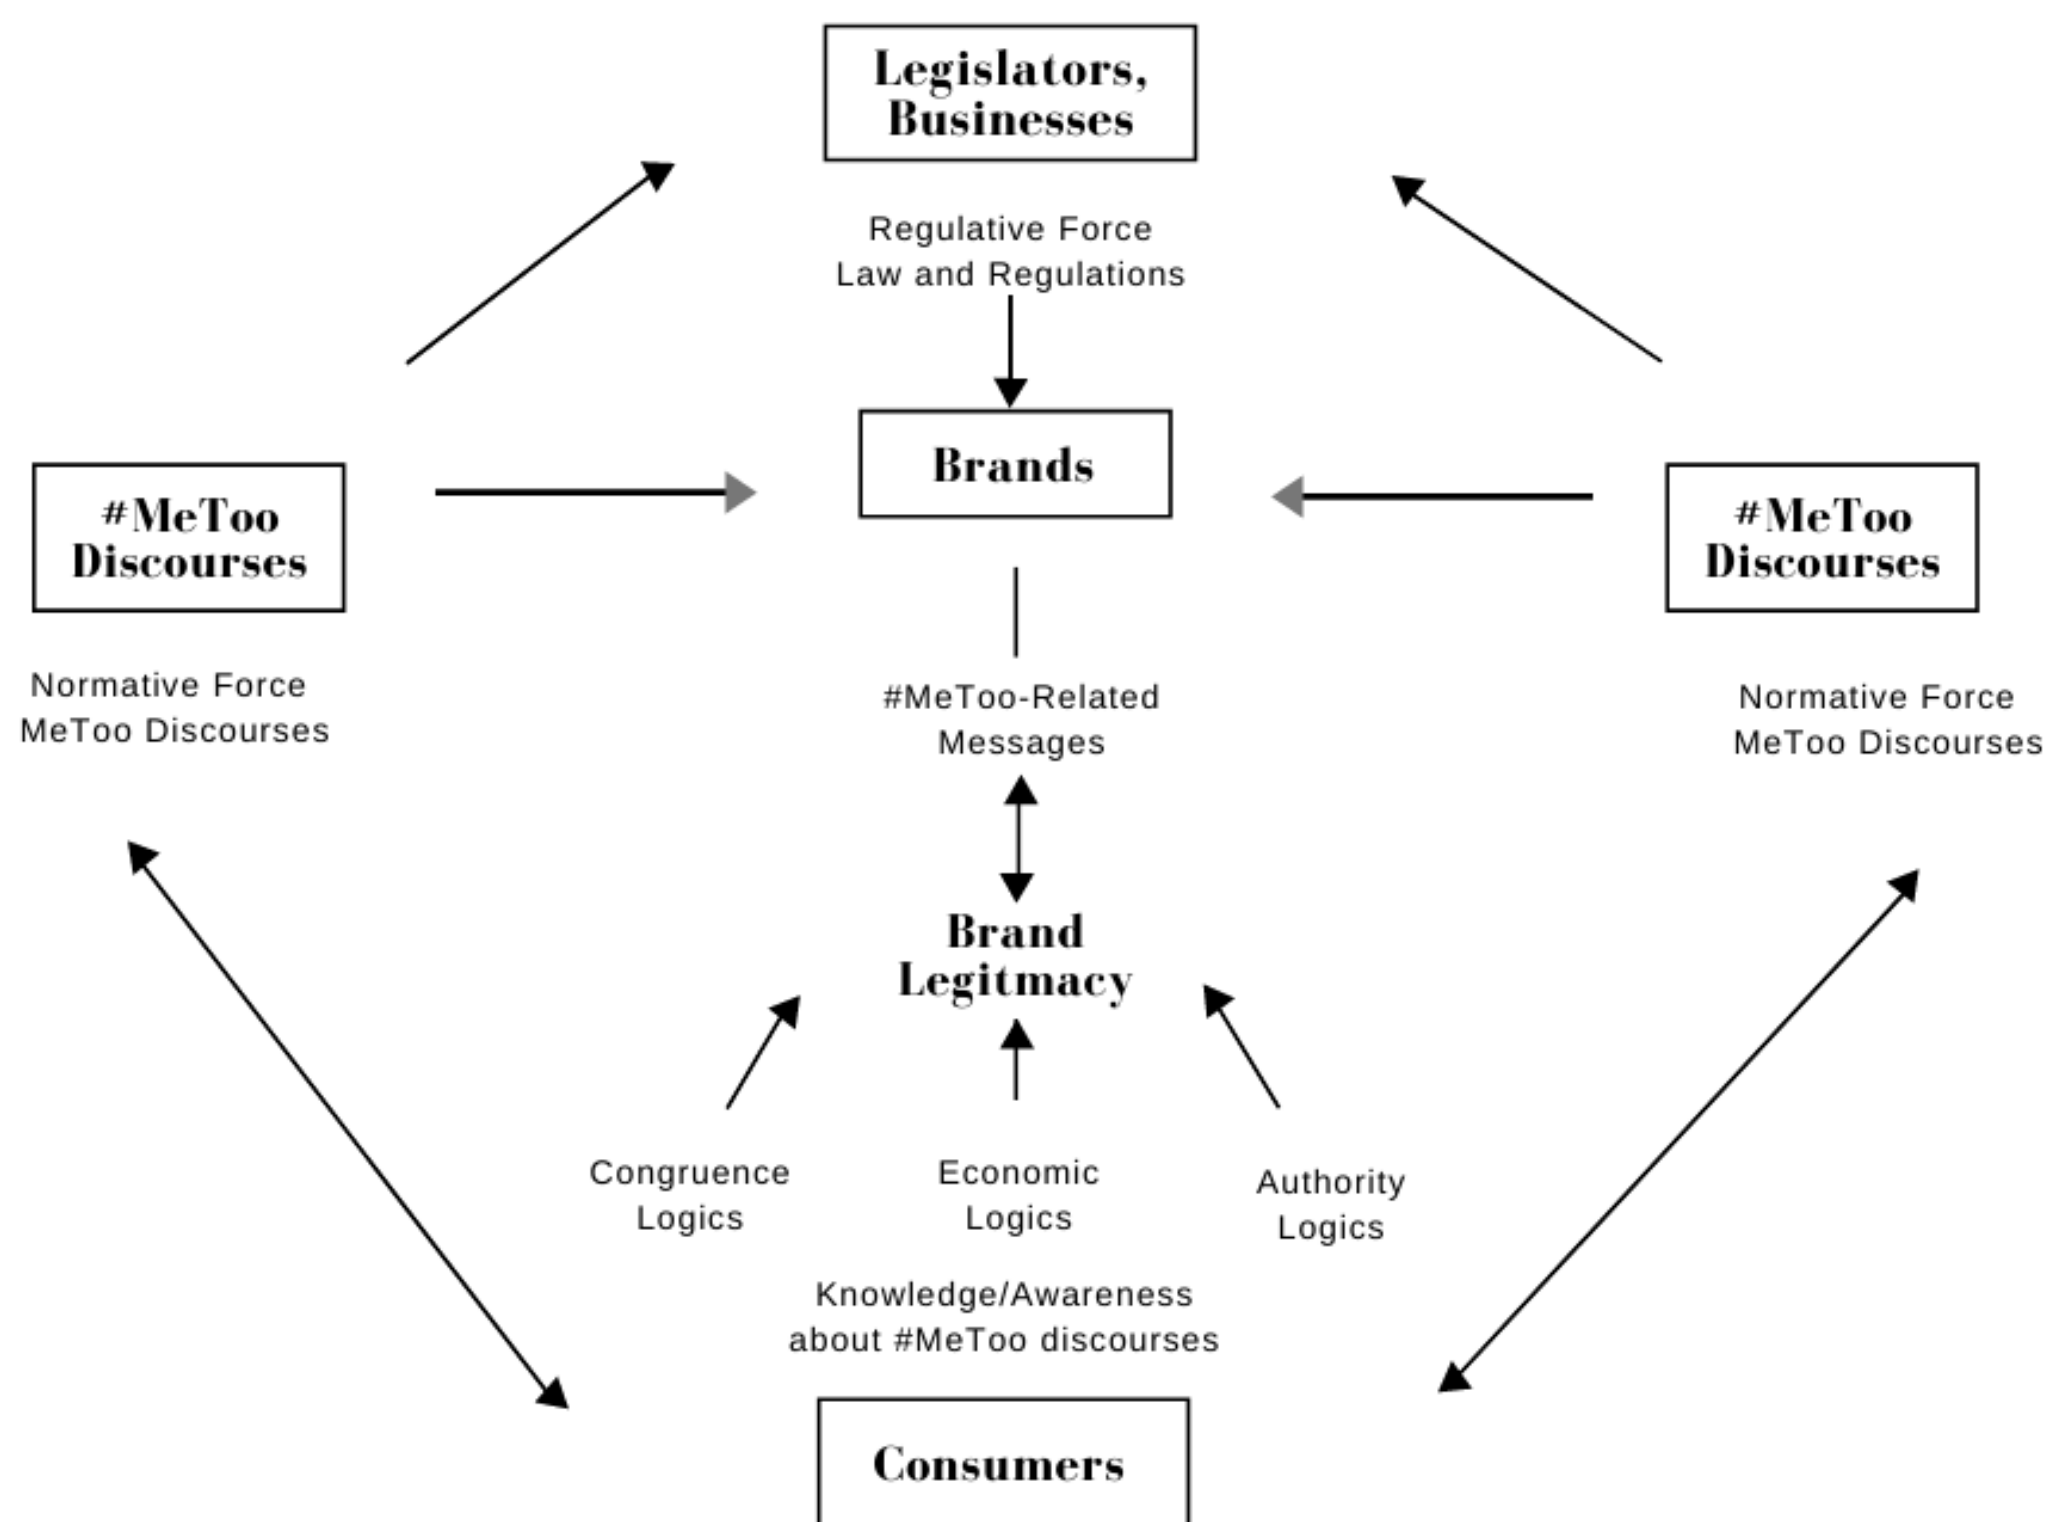 Legislators,
Businesses
Regulative Force
Law and Regulations
Brands
#MeToo
Discourses
#MeToo
Discourses
Normative Force
MeToo Discourses
#MeToo-Related
Messages
Normative Force
MeToo Discourses
Brand
Legitmacy
Congruence
Logics
Economic
Logics
Authority
Logics
Knowledge/Awareness
about #MeToo discourses
Consumers